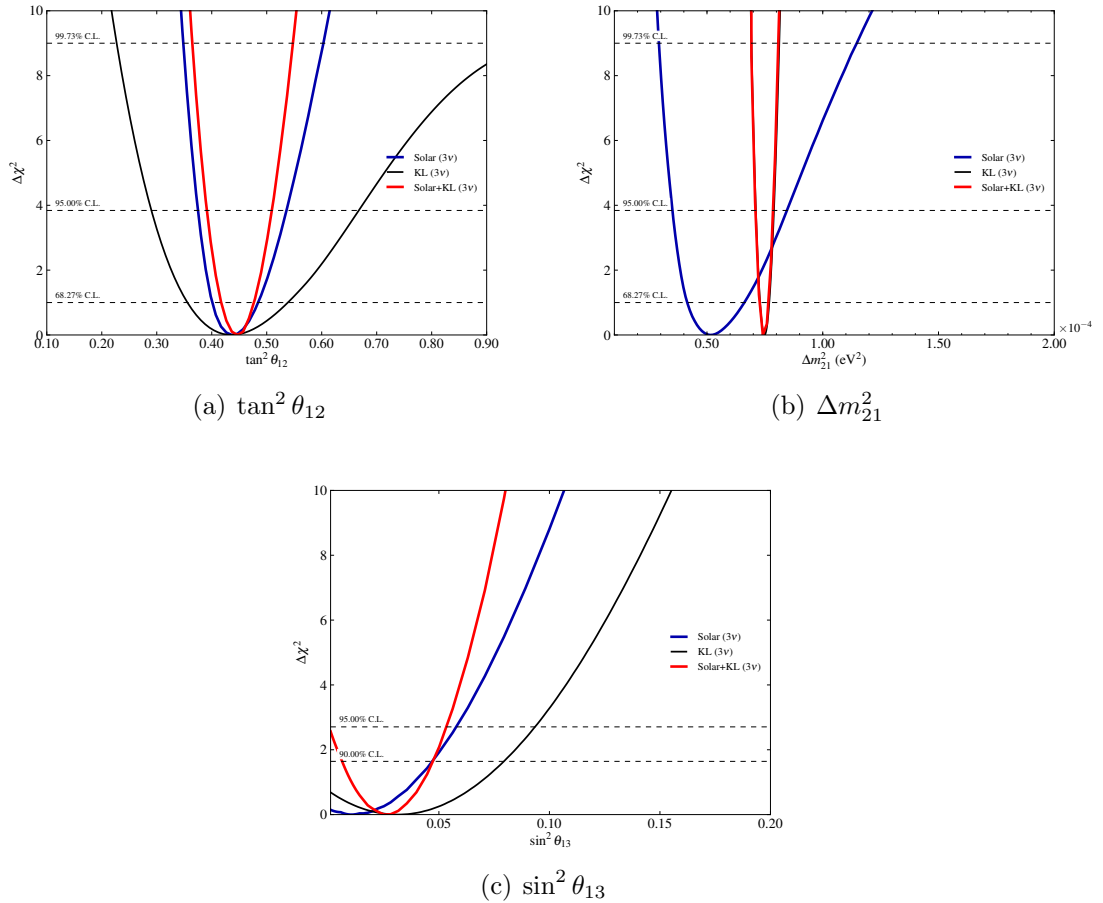 10
99.73% C.L.
8
6
Δχ²
Solar (3ν)
KL (3ν)
Solar+KL (3ν)
4
95.00% C.L.
2
68.27% C.L.
0
0.10 0.20 0.30 0.40 0.50 0.60 0.70 0.80 0.90
tan² θ₁₂
(a) tan² θ₁₂
10
99.73% C.L.
8
6
Δχ²
Solar (3ν)
KL (3ν)
Solar+KL (3ν)
4
95.00% C.L.
2
68.27% C.L.
0
0.50 1.00 1.50 2.00
×10⁻⁴
Δm²₂₁ (eV²)
(b) Δm²₂₁
10
8
6
Δχ²
Solar (3ν)
KL (3ν)
Solar+KL (3ν)
4
95.00% C.L.
2
90.00% C.L.
0
0.05 0.10 0.15 0.20
sin² θ₁₃
(c) sin² θ₁₃